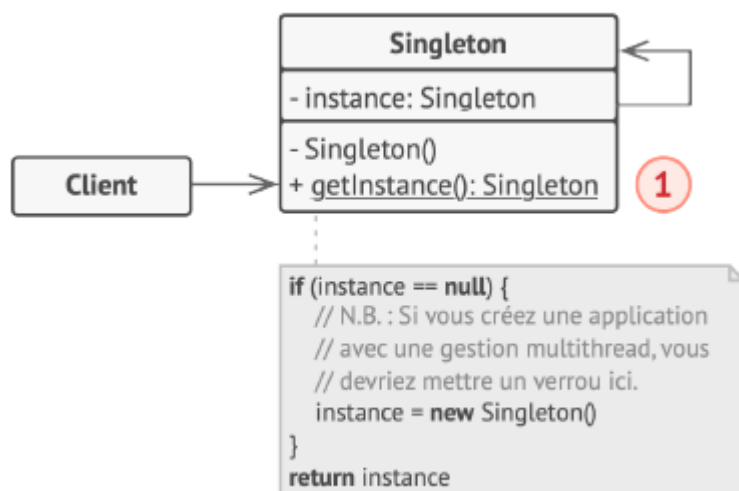 Singleton
- instance: Singleton
- Singleton()
+ getInstance(): Singleton
1
Client
if (instance == null) {
// N.B. : Si vous créez une application
// avec une gestion multithread, vous
// devriez mettre un verrou ici.
instance = new Singleton()
}
return instance